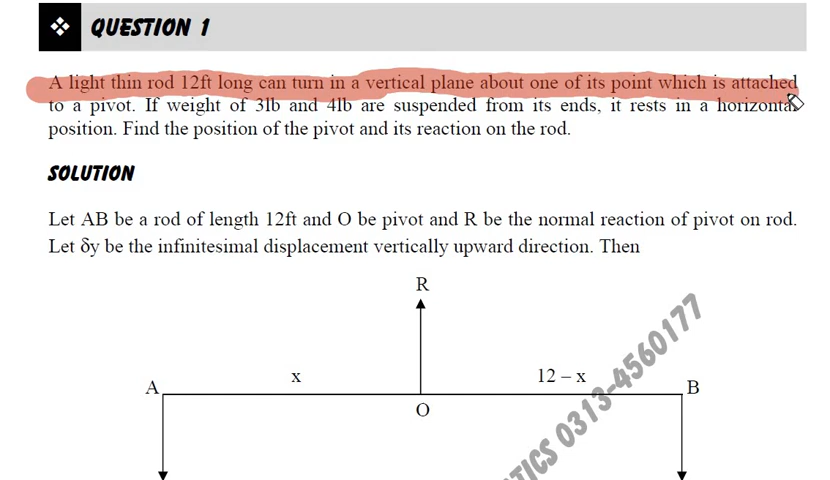 QUESTION 1
A light thin rod 12ft long can turn in a vertical plane about one of its point which is attached
to a pivot. If weight of 3lb and 4lb are suspended from its ends, it rests in a horizontal
position. Find the position of the pivot and its reaction on the rod.
SOLUTION
Let AB be a rod of length 12ft and O be pivot and R be the normal reaction of pivot on rod.
Let δy be the infinitesimal displacement vertically upward direction. Then
R
x
12 – x
A
B
O
TICS 0313-4560177